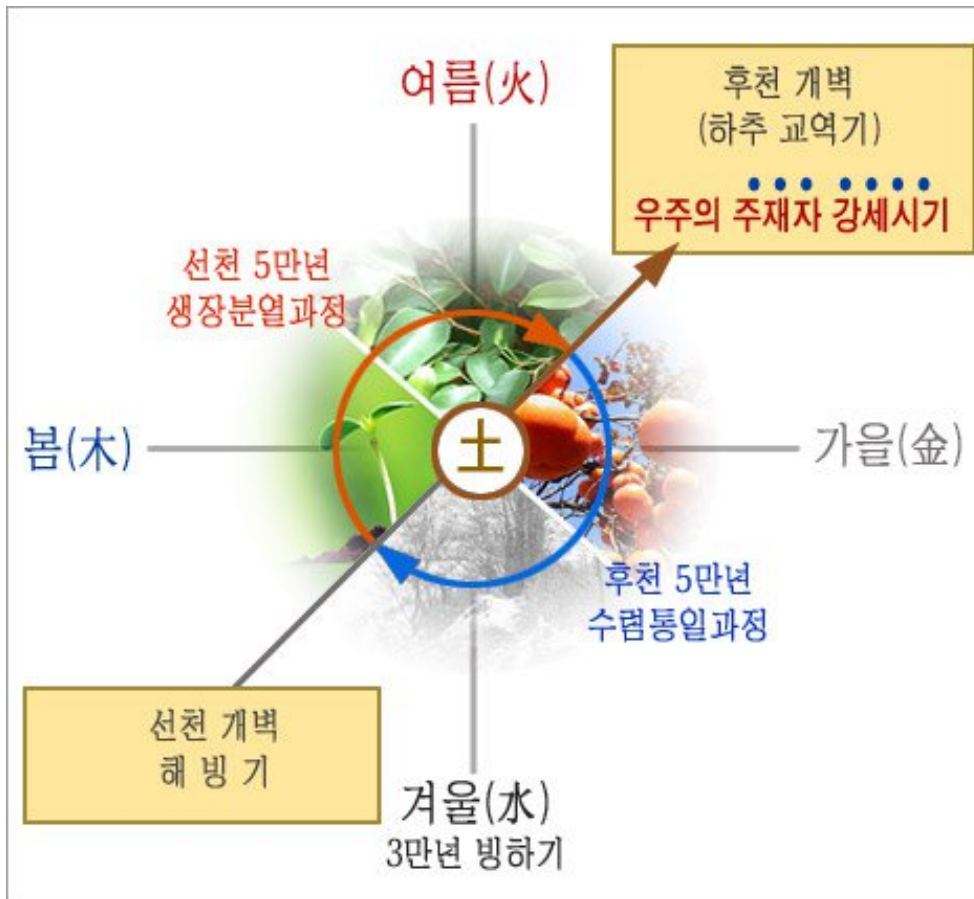 여름(火)
후천 개벽
(하추 교역기)
우주의 주재자 강세시기
선천 5만년
생장분열과정
봄(木)
土
가을(金)
후천 5만년
수렴통일과정
선천 개벽
해 빙 기
겨울(水)
3만년 빙하기